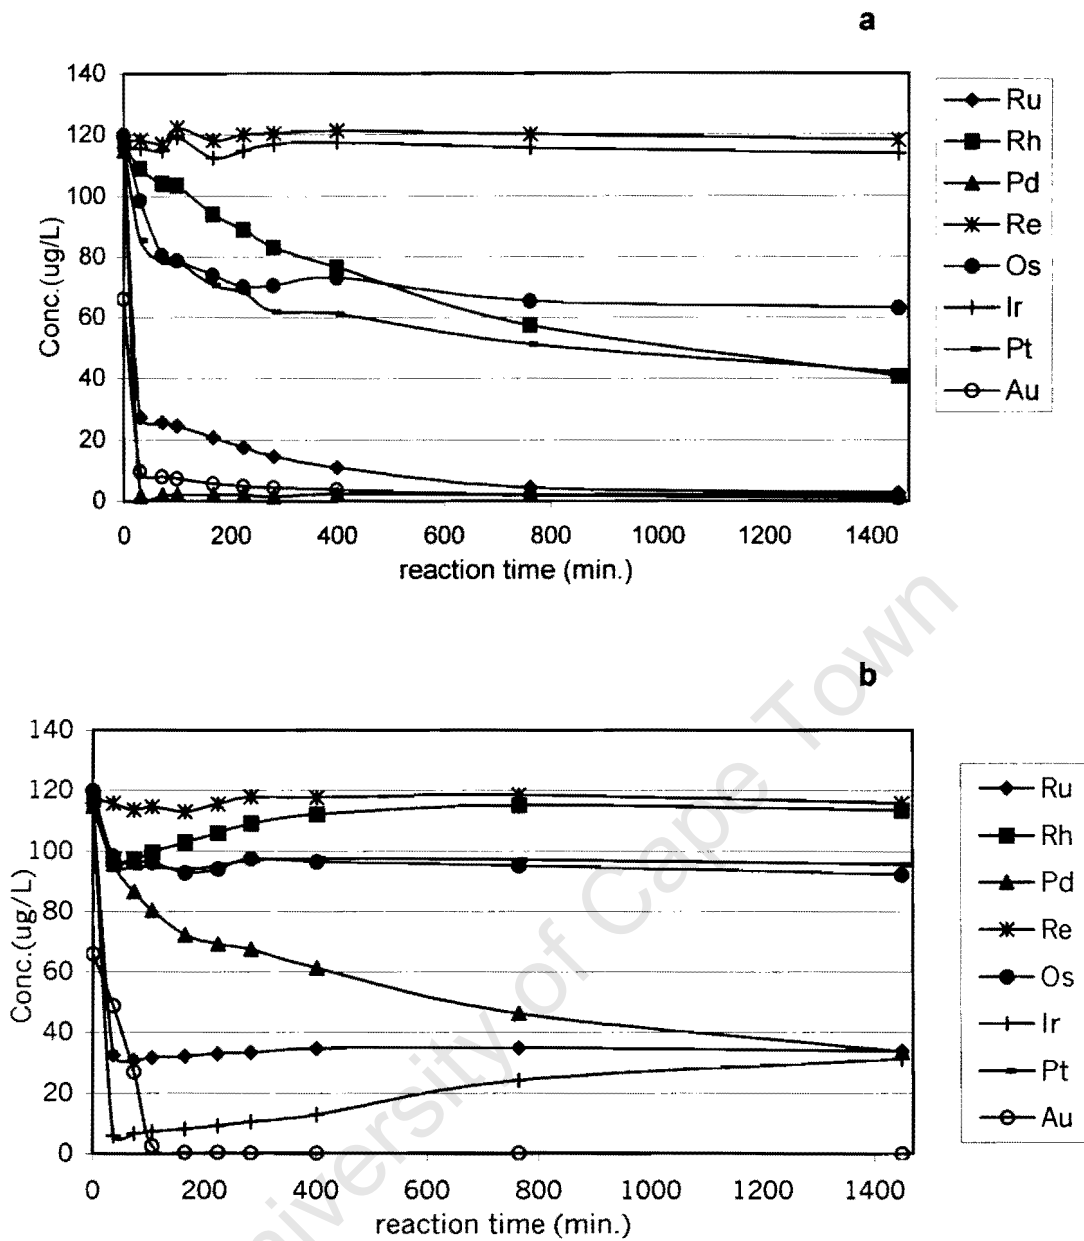 a
140
120
100
80
60
40
20
0
Conc.(ug/L)
0 200 400 600 800 1000 1200 1400
reaction time (min.)
Ru
Rh
Pd
Re
Os
Ir
Pt
Au
b
140
120
100
80
60
40
20
0
Conc.(ug/L)
0 200 400 600 800 1000 1200 1400
reaction time (min.)
Ru
Rh
Pd
Re
Os
Ir
Pt
Au
niversity of Cape Town